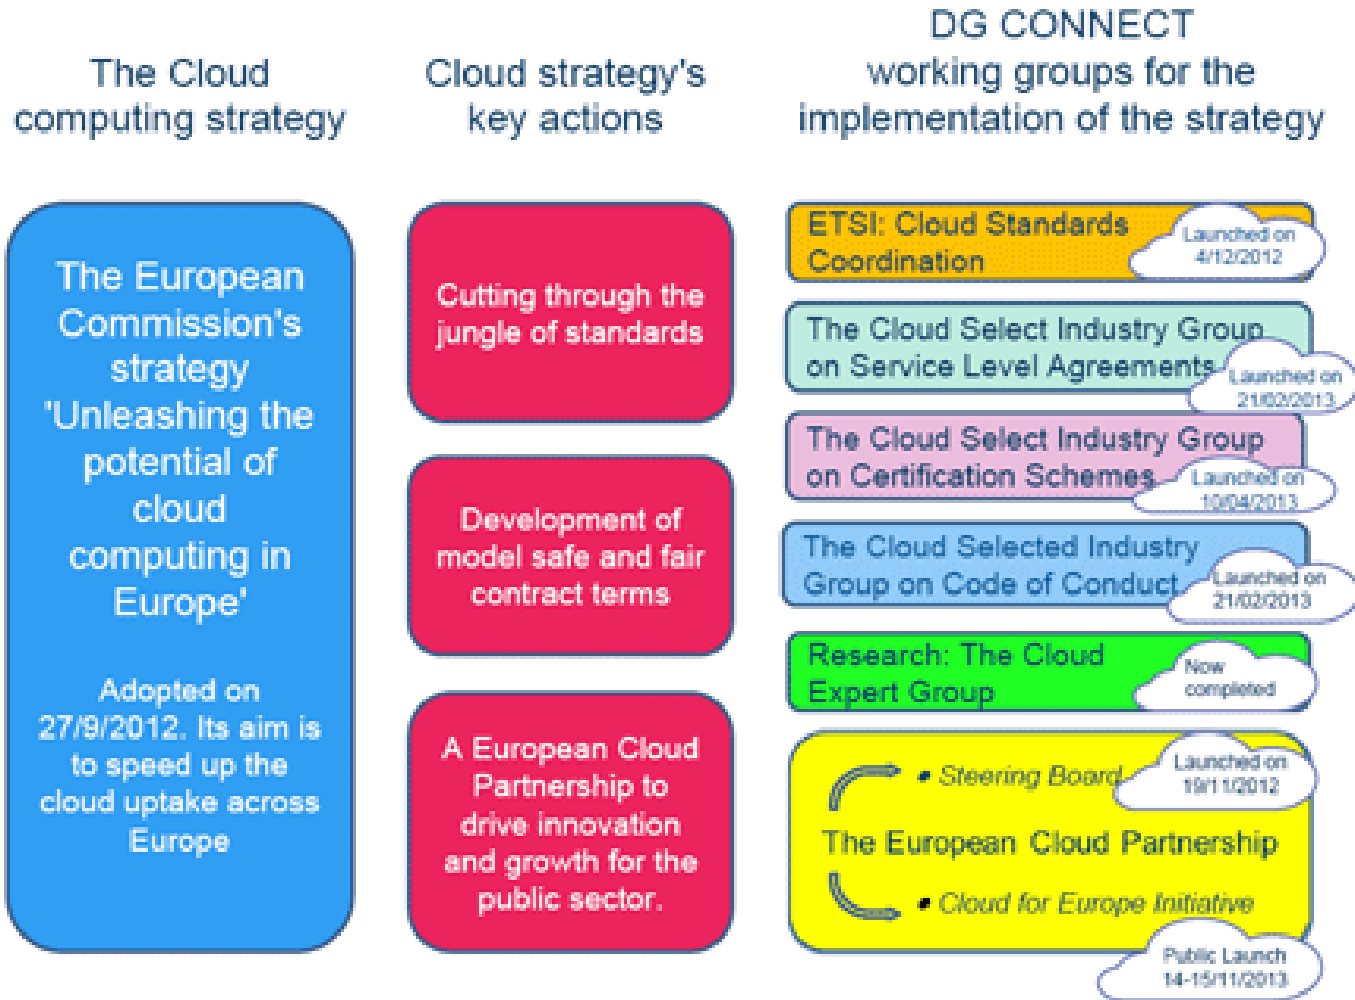 The Cloud
computing strategy
Cloud strategy's
key actions
DG CONNECT
working groups for the
implementation of the strategy
The European
Commission's
strategy
'Unleashing the
potential of
cloud
computing in
Europe'
Adopted on
27/9/2012. Its aim is
to speed up the
cloud uptake across
Europe
Cutting through the
jungle of standards
Development of
model safe and fair
contract terms
A European Cloud
Partnership to
drive innovation
and growth for the
public sector.
ETSI: Cloud Standards
Coordination
Launched on
4/12/2012
The Cloud Select Industry Group
on Service Level Agreements
Launched on
21/02/2013
The Cloud Select Industry Group
on Certification Schemes
Launched on
10/04/2013
The Cloud Selected Industry
Group on Code of Conduct
Launched on
21/02/2013
Research: The Cloud
Expert Group
Now
completed
• Steering Board
Launched on
19/11/2012
The European Cloud Partnership
• Cloud for Europe Initiative
Public Launch
14-15/11/2013